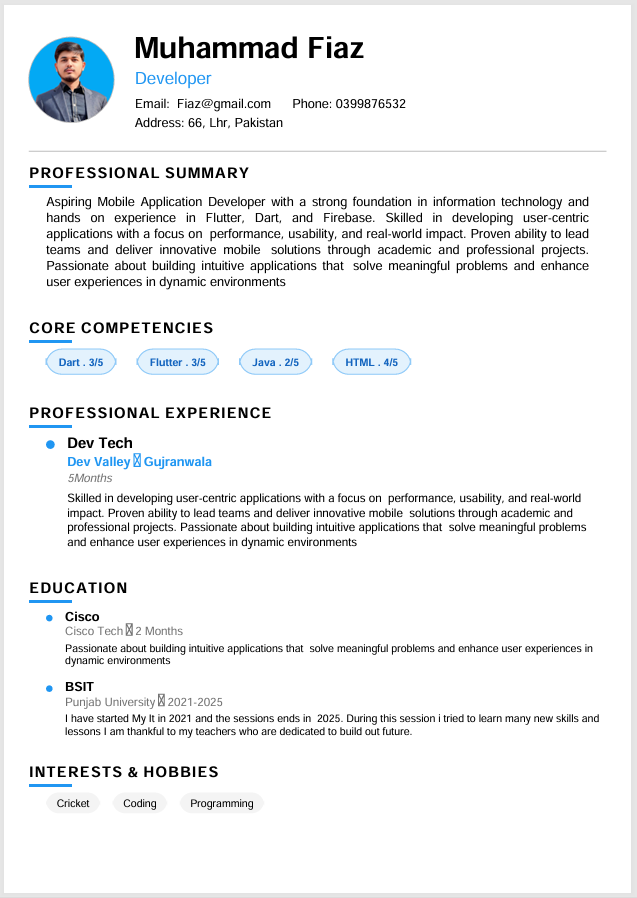 Muhammad Fiaz
Developer
Email: Fiaz@gmail.com Phone: 0399876532
Address: 66, Lhr, Pakistan
PROFESSIONAL SUMMARY
Aspiring Mobile Application Developer with a strong foundation in information technology and
hands on experience in Flutter, Dart, and Firebase. Skilled in developing user-centric
applications with a focus on performance, usability, and real-world impact. Proven ability to lead
teams and deliver innovative mobile solutions through academic and professional projects.
Passionate about building intuitive applications that solve meaningful problems and enhance
user experiences in dynamic environments
CORE COMPETENCIES
Dart . 3/5 Flutter . 3/5 Java . 2/5 HTML . 4/5
PROFESSIONAL EXPERIENCE
Dev Tech
Dev Valley Gujranwala
5Months
Skilled in developing user-centric applications with a focus on performance, usability, and real-world
impact. Proven ability to lead teams and deliver innovative mobile solutions through academic and
professional projects. Passionate about building intuitive applications that solve meaningful problems
and enhance user experiences in dynamic environments
EDUCATION
Cisco
Cisco Tech 2 Months
Passionate about building intuitive applications that solve meaningful problems and enhance user experiences in
dynamic environments
BSIT
Punjab University 2021-2025
I have started My It in 2021 and the sessions ends in 2025. During this session i tried to learn many new skills and
lessons I am thankful to my teachers who are dedicated to build out future.
INTERESTS & HOBBIES
Cricket Coding Programming